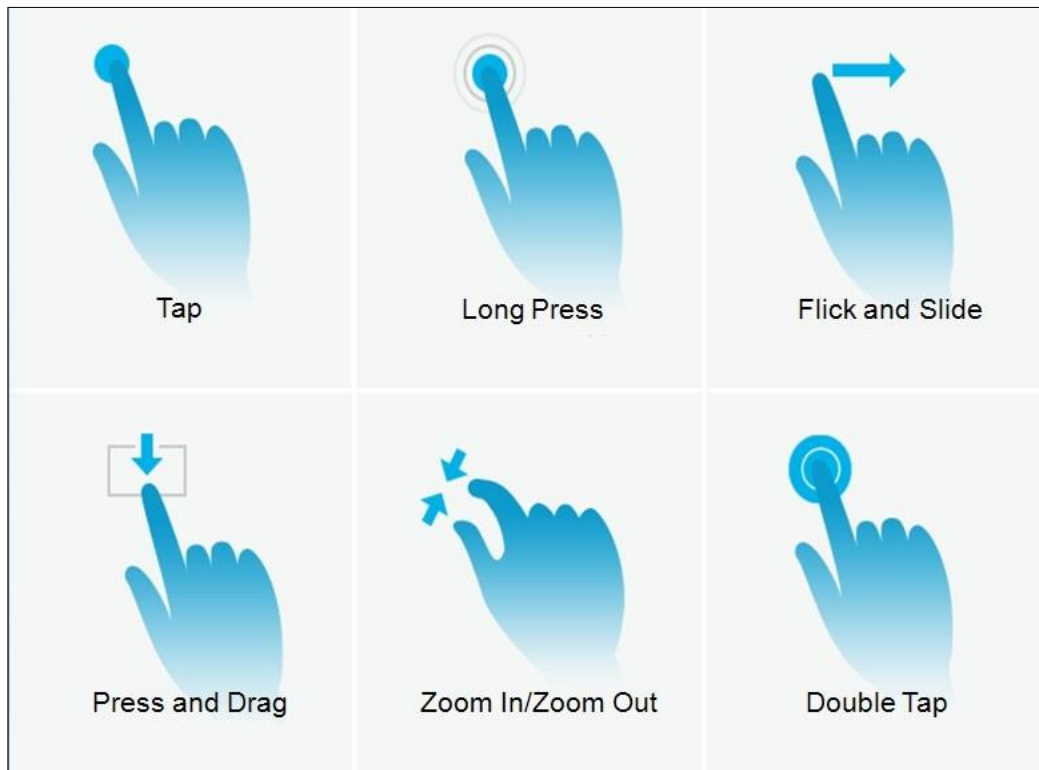 Tap
Long Press
Flick and Slide
Press and Drag
Zoom In/Zoom Out
Double Tap